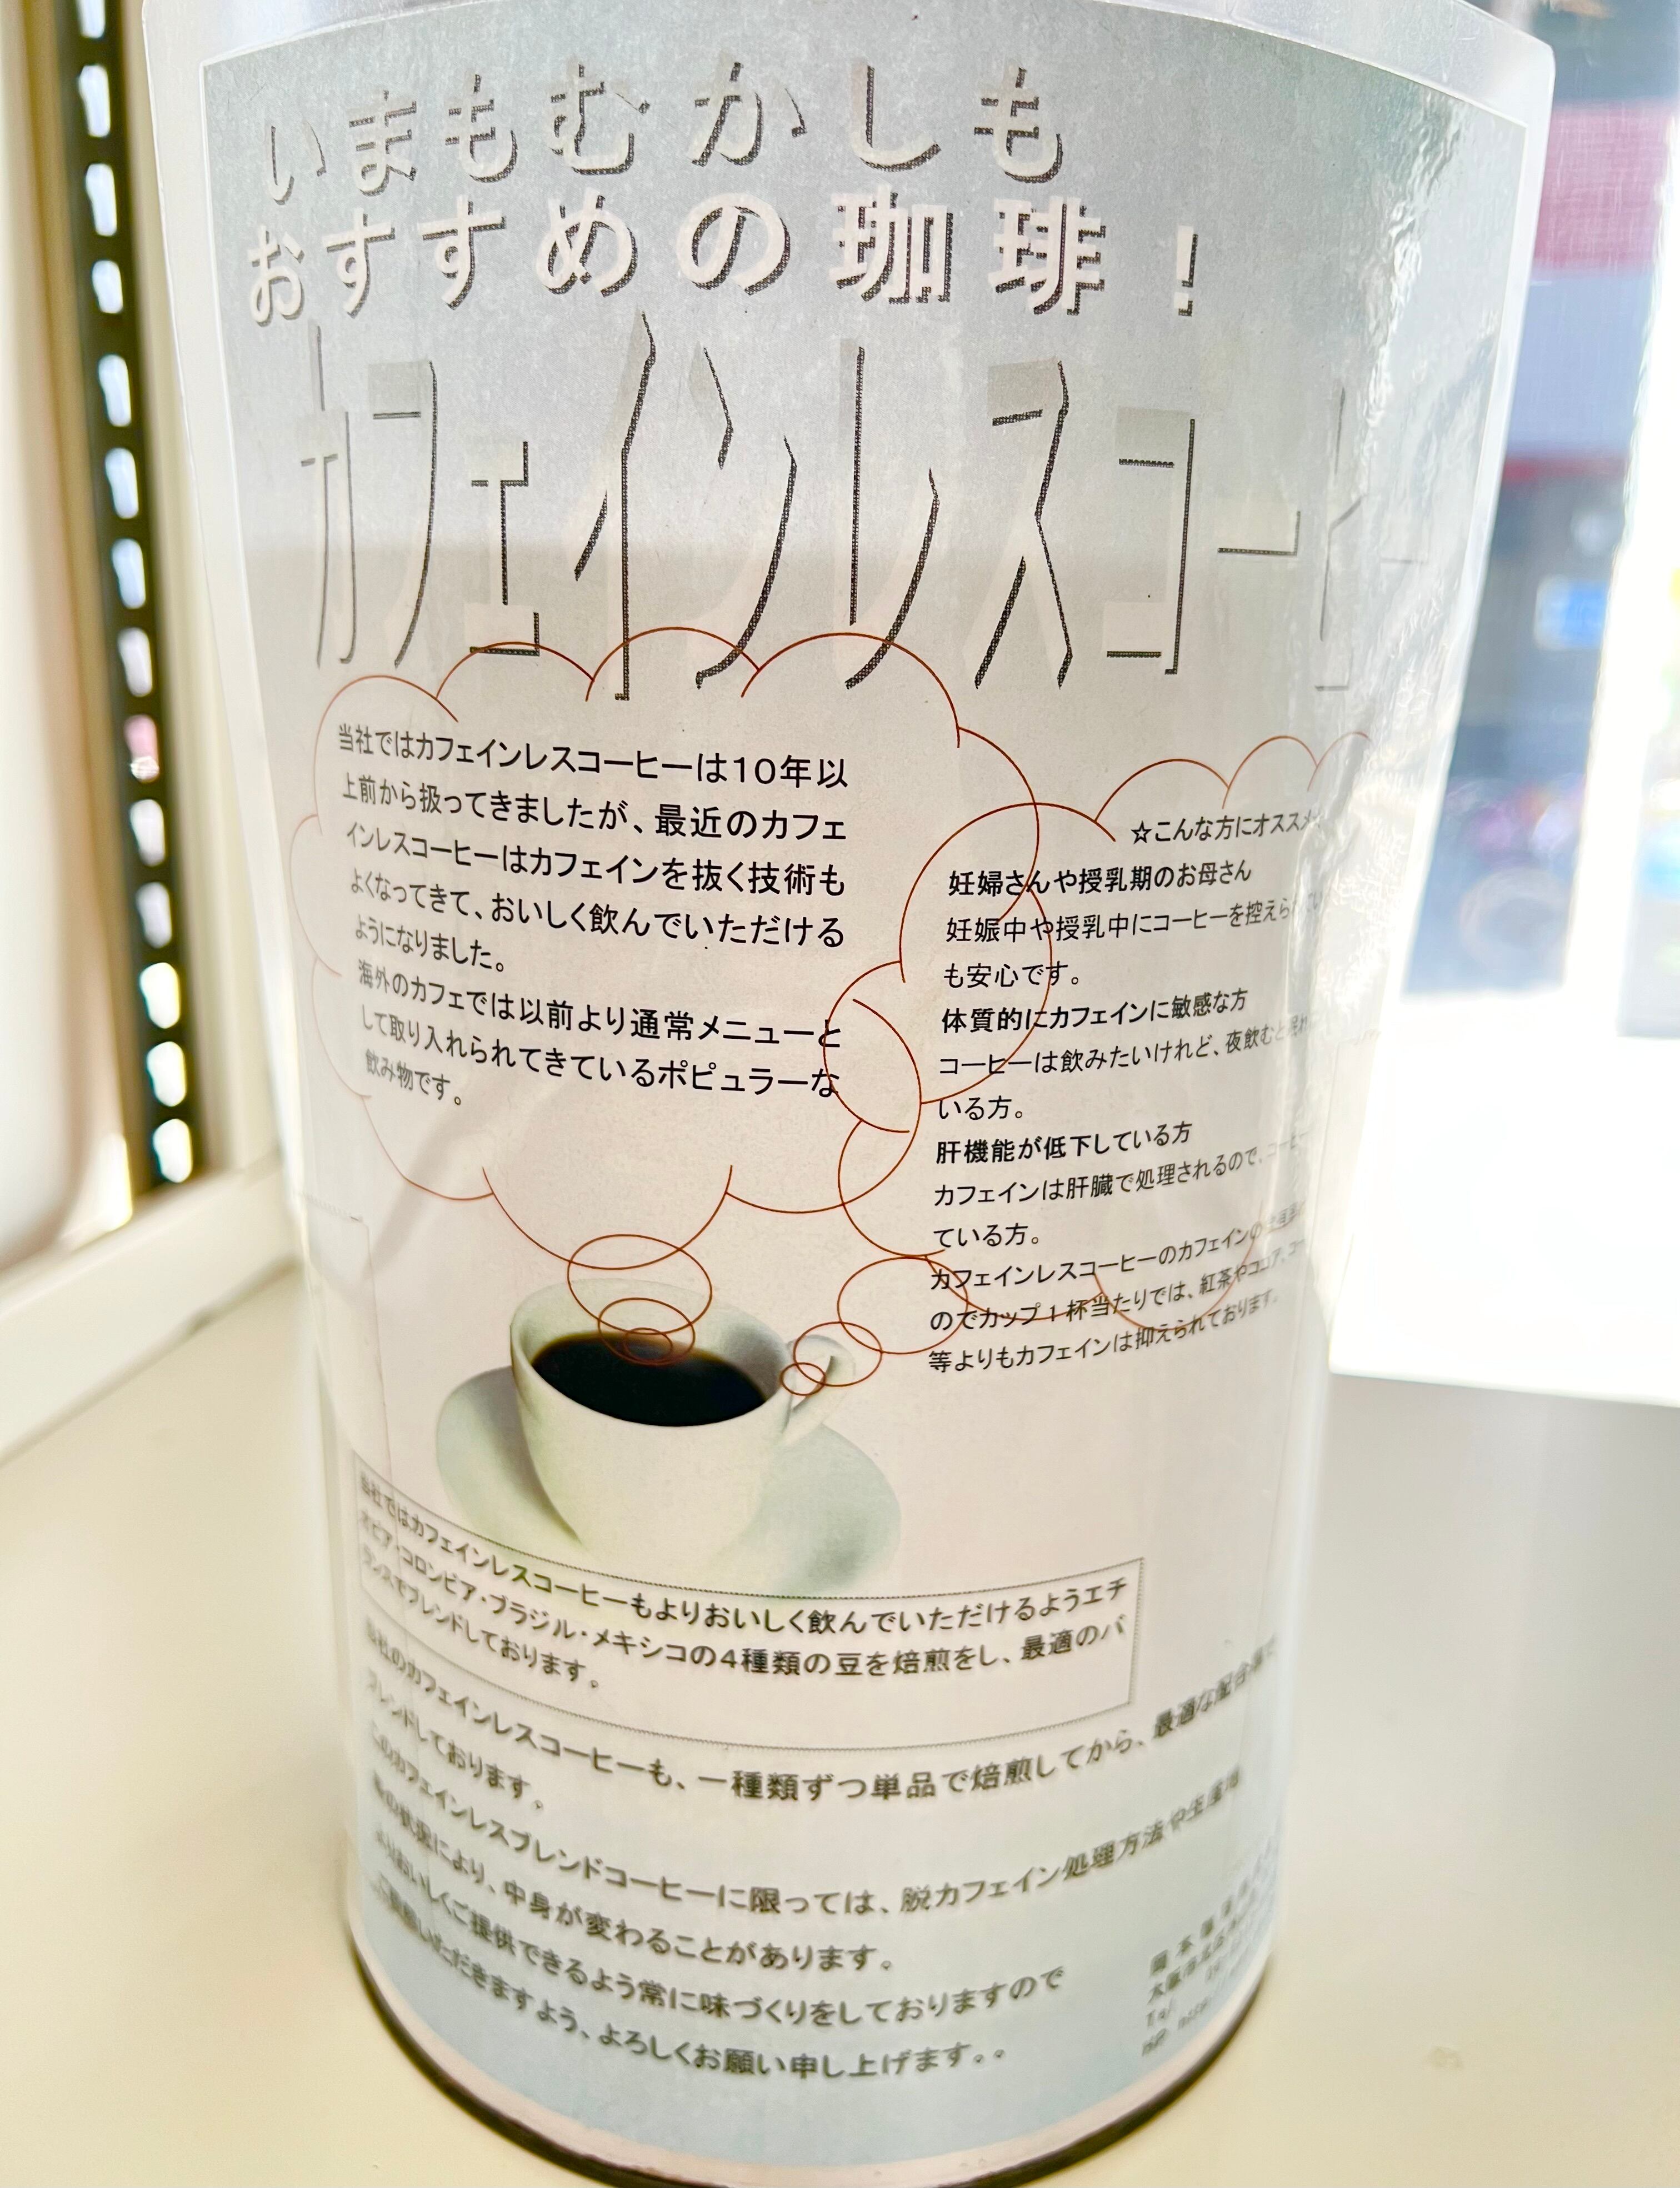 いまもむかしも
おすすめの珈琲！
カフェインレスコーヒー
当社ではカフェインレスコーヒーは10年以
上前から扱ってきましたが、最近のカフェ
インレスコーヒーはカフェインを抜く技術も
よくなってきて、おいしく飲んでいただける
ようになりました。
海外のカフェでは以前より通常メニューと
して取り入れられてきているポピュラーな
飲み物です。
☆こんな方にオススメ
妊婦さんや授乳期のお母さん
妊娠中や授乳中にコーヒーを控えら
も安心です。
体質的にカフェインに敏感な方
コーヒーは飲みたいけれど、夜飲むと
いる方。
肝機能が低下している方
カフェインは肝臓で処理されるので、
ている方。
カフェインレスコーヒーのカフェインの
のでカップ1杯当たりでは、紅茶やココア、
等よりもカフェインは抑えられております。
当社ではカフェインレスコーヒーもよりおいしく飲んでいただけるようエチ
オピア・コロンビア・ブラジル・メキシコの4種類の豆を焙煎をし、最適のバ
ランスでブレンドしております。
当社のカフェインレスコーヒーも、一種類ずつ単品で焙煎してから、最適な配合
ブレンドしております。
このカフェインレスブレンドコーヒーに限っては、脱カフェイン処理方法や生産地
等の状況により、中身が変わることがあります。
よりおいしくご提供できるよう常に味づくりをしておりますので
いただきますよう、よろしくお願い申し上げます。。